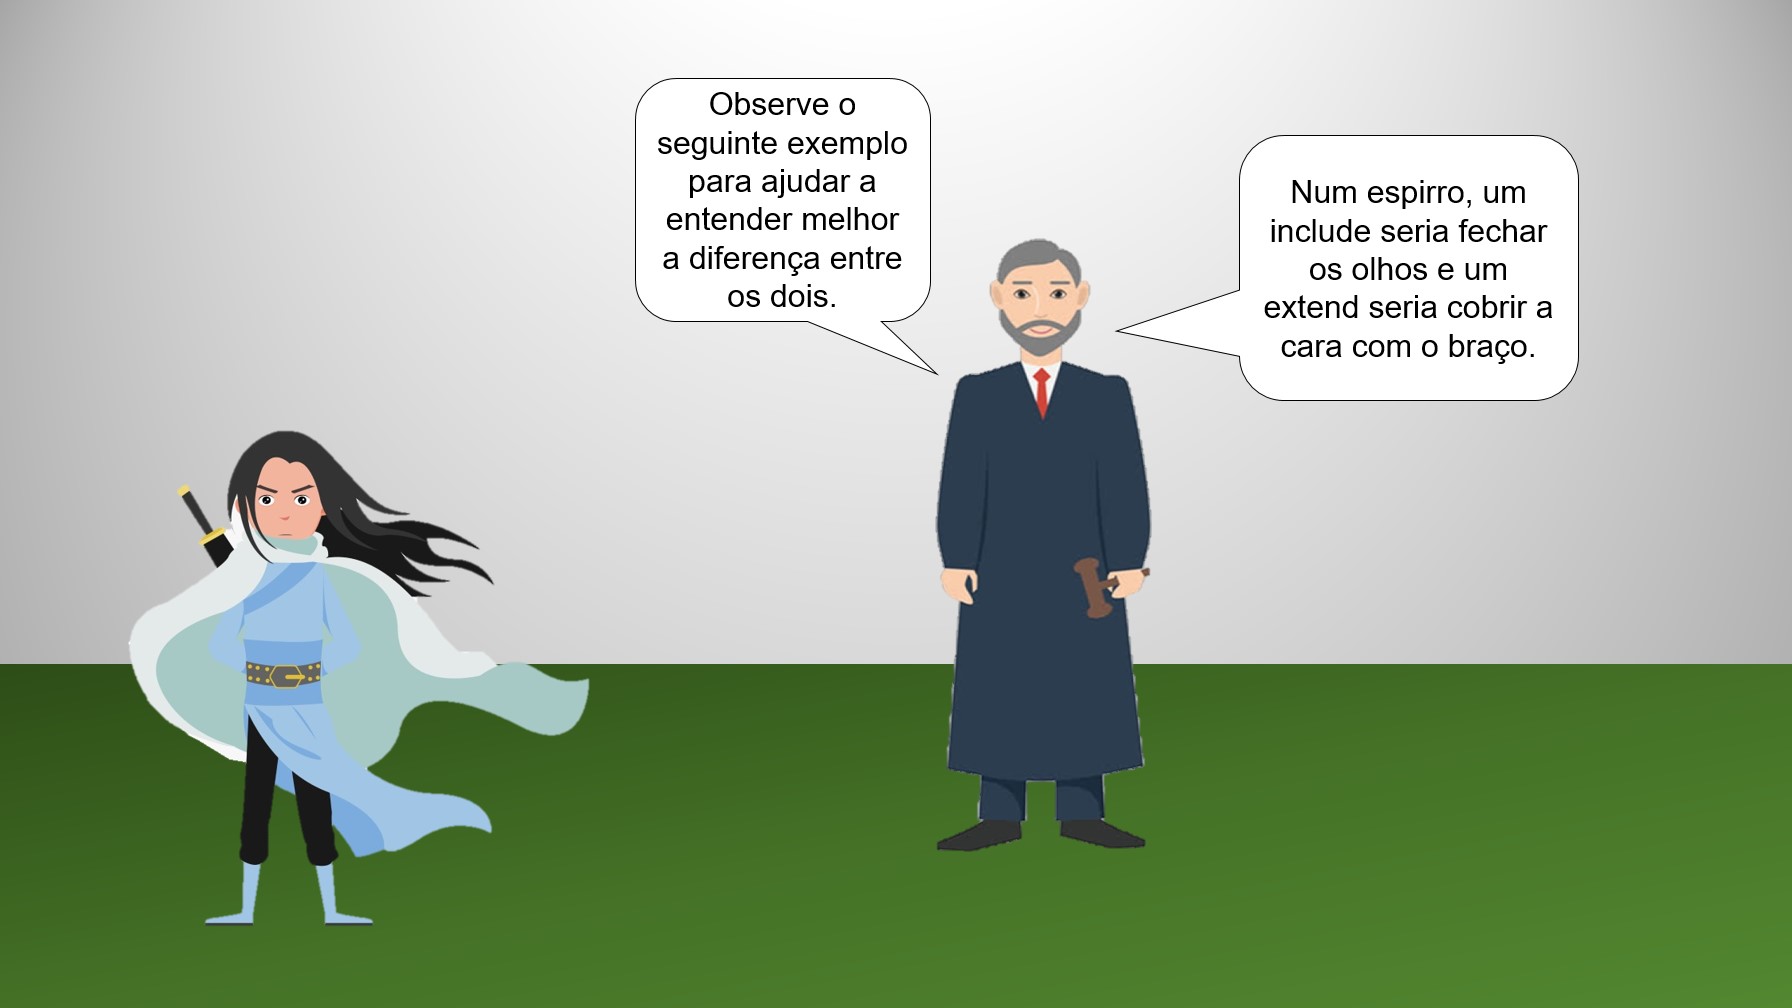 Observe o
seguinte exemplo
para ajudar a
entender melhor
a diferença entre
os dois.
Num espirro, um
include seria fechar
os olhos e um
extend seria cobrir a
cara com o braço.